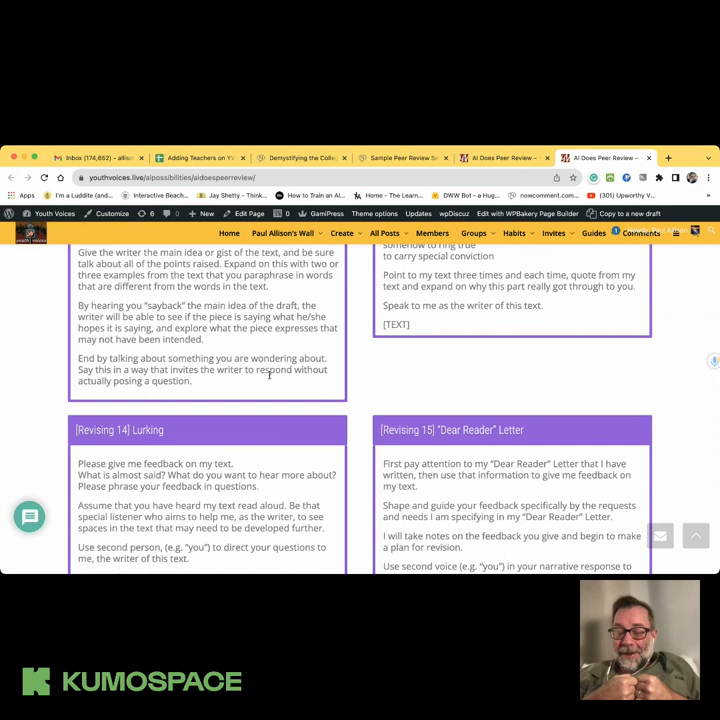 Inbox (174,652) – alliso
Adding Teachers on YV
Demystifying the Colleg
Sample Peer Review Se
AI Does Peer Review –
AI Does Peer Review –
youthvoices.live/aipossibilities/aidoespeerreview/
Apps
I'm a Luddite (and...
Interactive Beach...
Jay Shetty - Think...
How to Train an AI...
Home - The Learn...
DWW Bot - a Hug...
nowcomment.com
(301) Upworthy V...
Youth Voices
Customize
6
0
New
Edit Page
0
GamiPress
Theme options
Updates
wpDiscuz
Edit with WPBakery Page Builder
Copy to a new draft
Home
Paul Allison's Wall
Create
All Posts
Members
Groups
Habits
Invites
Guides
Comments
Give the writer the main idea or gist of the text, and be sure
talk about all of the points raised. Expand on this with two or
three examples from the text that you paraphrase in words
that are different from the words in the text.
By hearing you "sayback" the main idea of the draft, the
writer will be able to see if the piece is saying what he/she
hopes it is saying, and explore what the piece expresses that
may not have been intended.
End by talking about something you are wondering about.
Say this in a way that invites the writer to respond without
actually posing a question.
somehow to ring true
to carry special conviction
Point to my text three times and each time, quote from my
text and expand on why this part really got through to you.
Speak to me as the writer of this text.
[TEXT]
[Revising 14] Lurking
Please give me feedback on my text.
What is almost said? What do you want to hear more about?
Please phrase your feedback in questions.
Assume that you have heard my text read aloud. Be that
special listener who aims to help me, as the writer, to see
spaces in the text that may need to be developed further.
Use second person, (e.g. "you") to direct your questions to
me, the writer of this text.
[Revising 15] "Dear Reader" Letter
First pay attention to my "Dear Reader" Letter that I have
written, then use that information to give me feedback on
my text.
Shape and guide your feedback specifically by the requests
and needs I am specifying in my "Dear Reader" Letter.
I will take notes on the feedback you give and begin to make
a plan for revision.
Use second voice (e.g. "you") in your narrative response to
KUMOSPACE